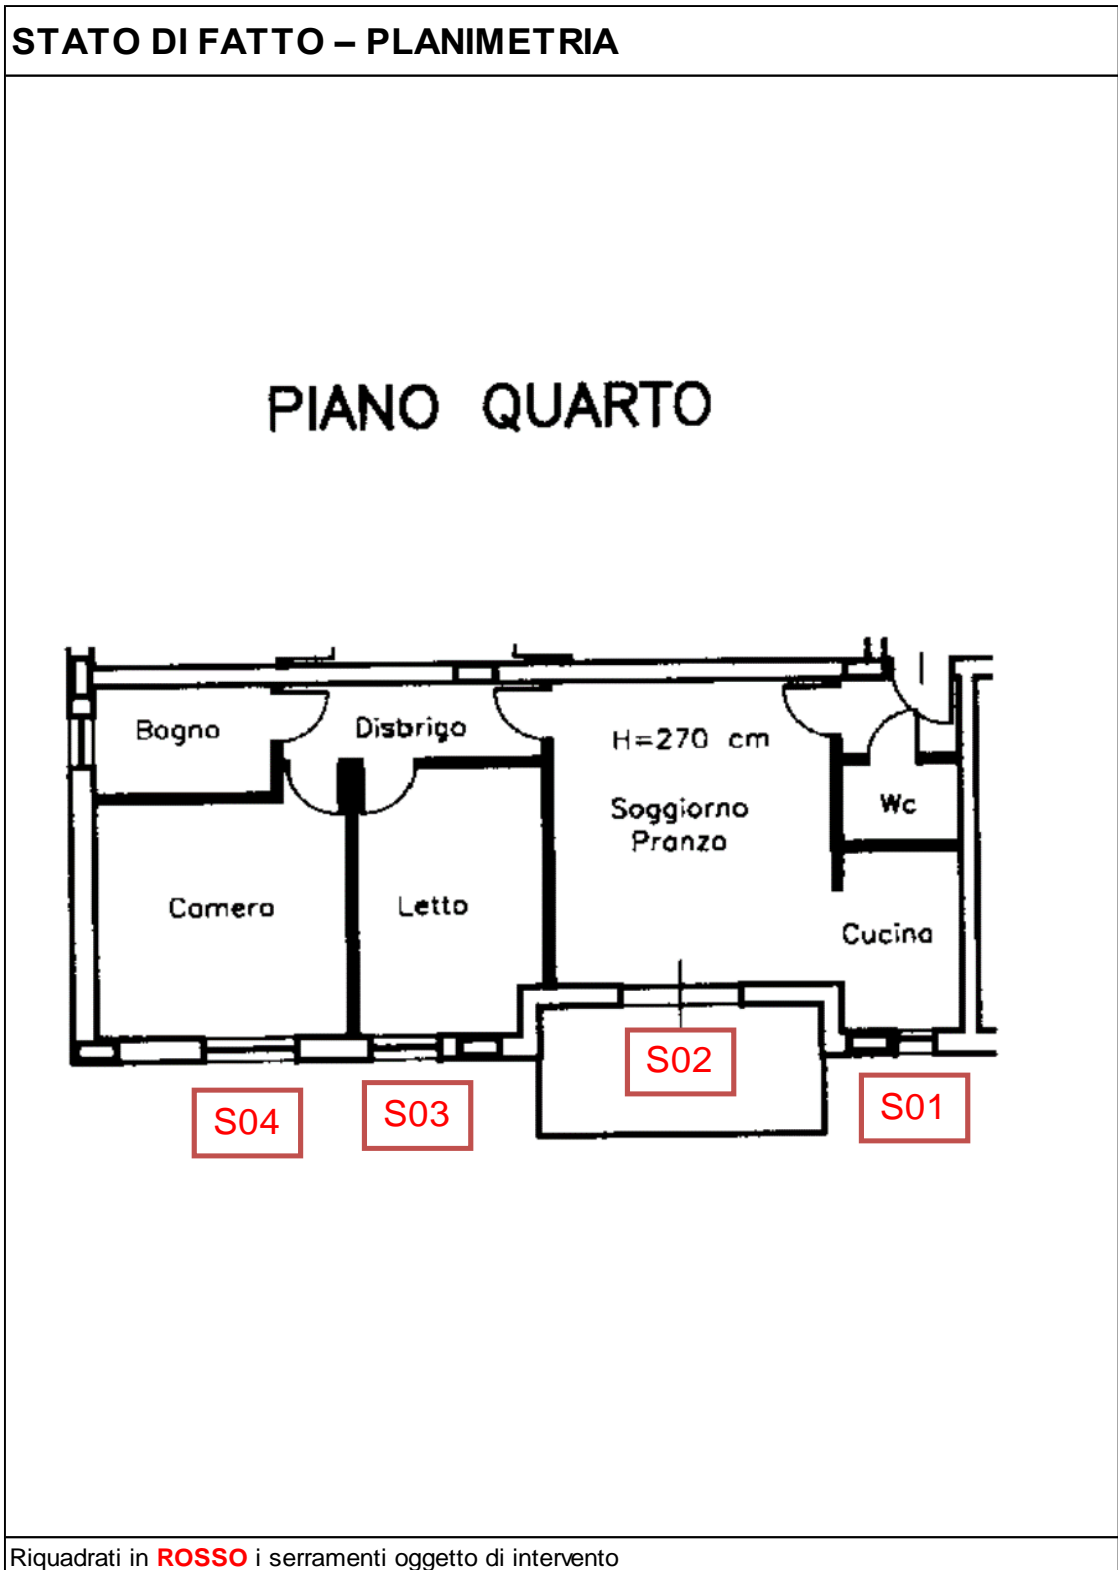 STATO DI FATTO – PLANIMETRIA
PIANO QUARTO
Bagno
Disbrigo
H=270 cm
Soggiorno
Pranzo
Wc
Camera
Letto
Cucina
S02
S04
S03
S01
Riquadrati in ROSSO i serramenti oggetto di intervento